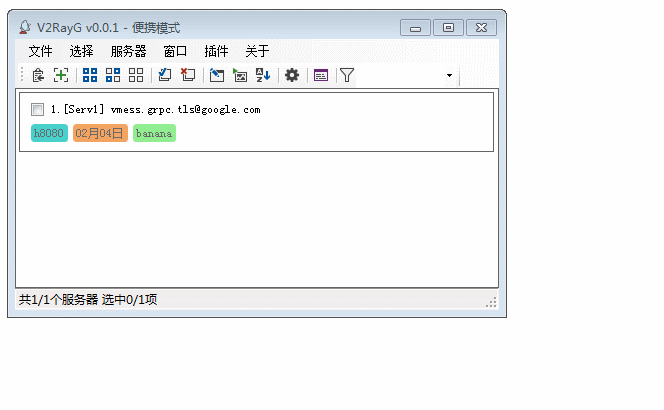 V2RayG v0.0.1 - 便携模式
文件 选择 服务器 窗口 插件 关于
1.[Serv1] vmess.grpc.tls@google.com
h8080 02月04日 banana
共1/1个服务器 选中0/1项